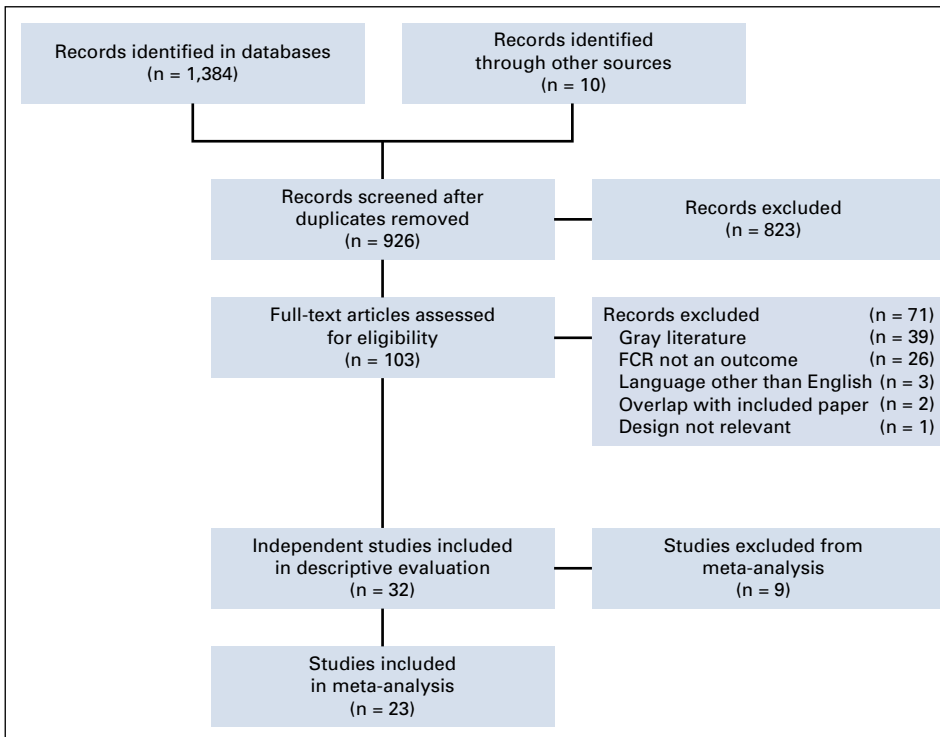 Records identified in databases
(n = 1,384)
Records identified
through other sources
(n = 10)
Records screened after
duplicates removed
(n = 926)
Records excluded
(n = 823)
Full-text articles assessed
for eligibility
(n = 103)
Records excluded (n = 71)
Gray literature (n = 39)
FCR not an outcome (n = 26)
Language other than English (n = 3)
Overlap with included paper (n = 2)
Design not relevant (n = 1)
Independent studies included
in descriptive evaluation
(n = 32)
Studies excluded from
meta-analysis
(n = 9)
Studies included
in meta-analysis
(n = 23)